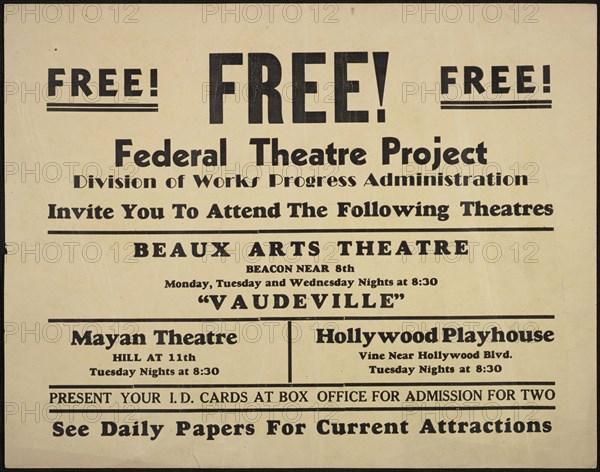 FREE! FREE! FREE!
Federal Theatre Project
Division of Works Progress Administration
Invite You To Attend The Following Theatres
BEAUX ARTS THEATRE
BEACON NEAR 8th
Monday, Tuesday and Wednesday Nights at 8:30
"VAUDEVILLE"
Mayan Theatre
HILL AT 11th
Tuesday Nights at 8:30
Hollywood Playhouse
Vine Near Hollywood Blvd.
Tuesday Nights at 8:30
PRESENT YOUR I.D. CARDS AT BOX OFFICE FOR ADMISSION FOR TWO
See Daily Papers For Current Attractions
PHOTO12